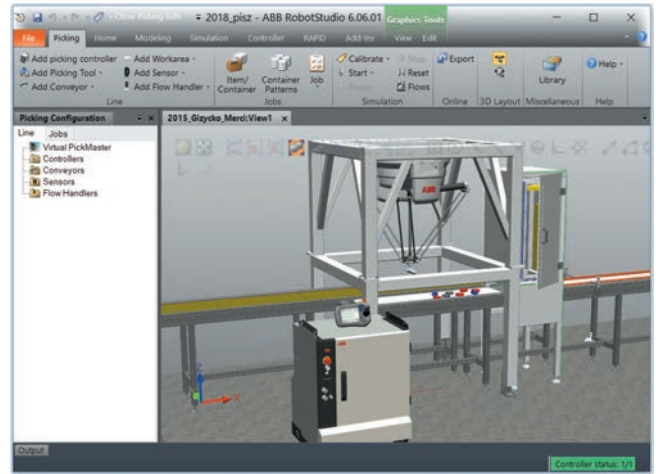 2018_pisz - ABB RobotStudio 6.06.01
Graphics Tools
File Picking Home Modeling Simulation Controller RAPID Add-Ins View Edit
Add picking controller
Add Picking Tool
Add Conveyor
Add Workarea
Add Sensor
Add Flow Handler
Line
Item/
Container
Container
Patterns
Job
Jobs
Calibrate
Start
Stop
Reset
Flows
Simulation
Export
Online
3D Layout
Library
Miscellaneous
Help
Help
Picking Configuration
2015_Gizycko_Merci:View1
Line Jobs
Virtual PickMaster
Controllers
Conveyors
Sensors
Flow Handlers
ABB
ABB
Z
X
Output
Controller status: 1/1